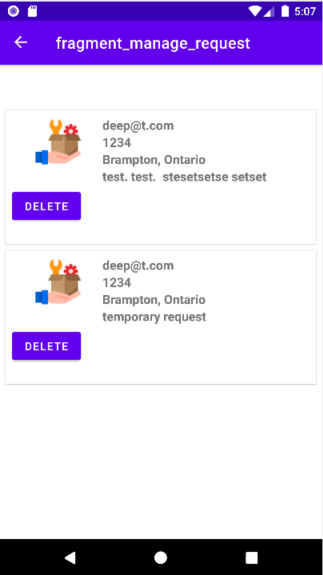 5:07
fragment_manage_request
deep@t.com
1234
Brampton, Ontario
test. test.  stesetsetse setset
DELETE
deep@t.com
1234
Brampton, Ontario
temporary request
DELETE